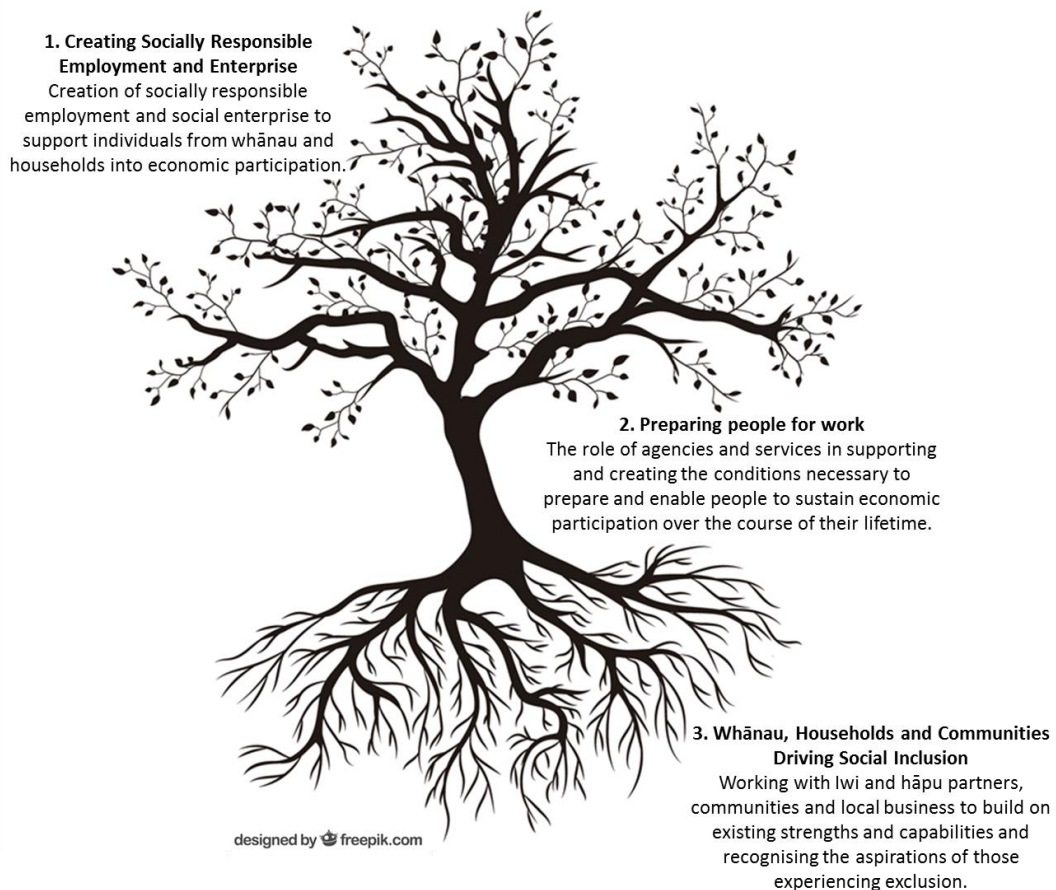 1. Creating Socially Responsible
Employment and Enterprise
Creation of socially responsible
employment and social enterprise to
support individuals from whānau and
households into economic participation.
2. Preparing people for work
The role of agencies and services in supporting
and creating the conditions necessary to
prepare and enable people to sustain economic
participation over the course of their lifetime.
3. Whānau, Households and Communities
Driving Social Inclusion
Working with Iwi and hāpu partners,
communities and local business to build on
existing strengths and capabilities and
recognising the aspirations of those
experiencing exclusion.
designed by freepik.com